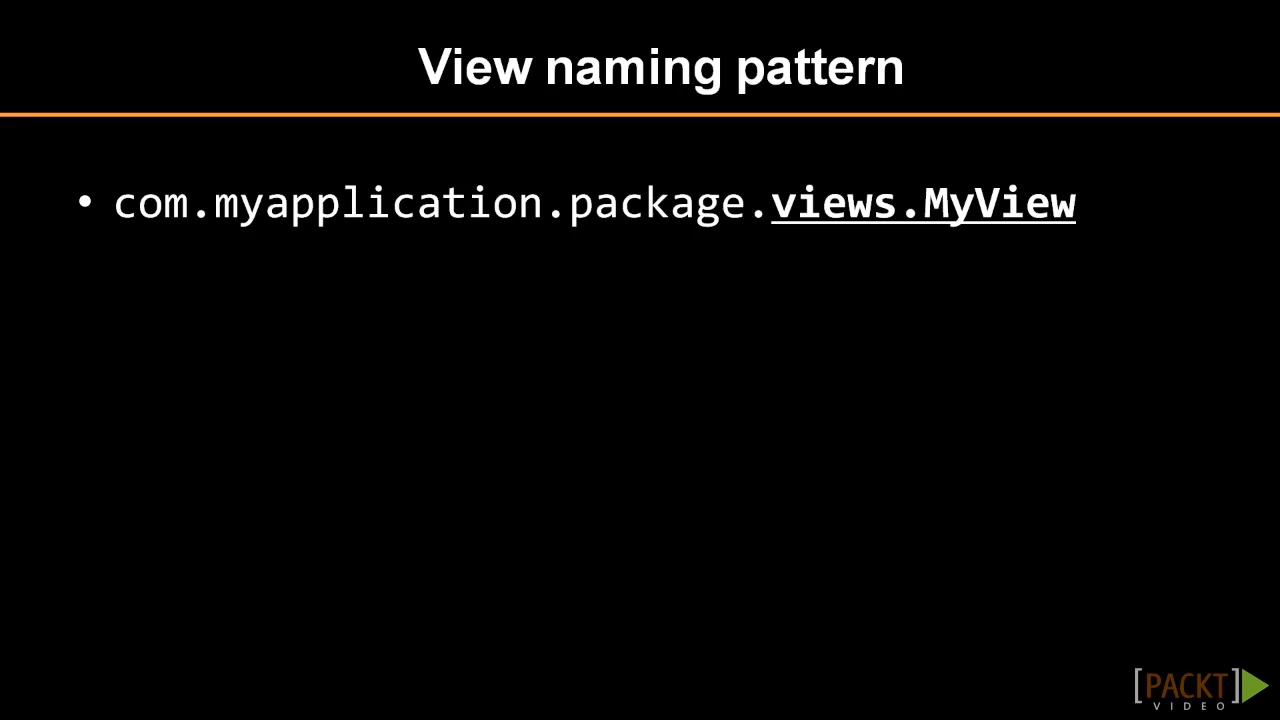 View naming pattern
• com.myapplication.package.views.MyView
[PACKT]
VIDEO